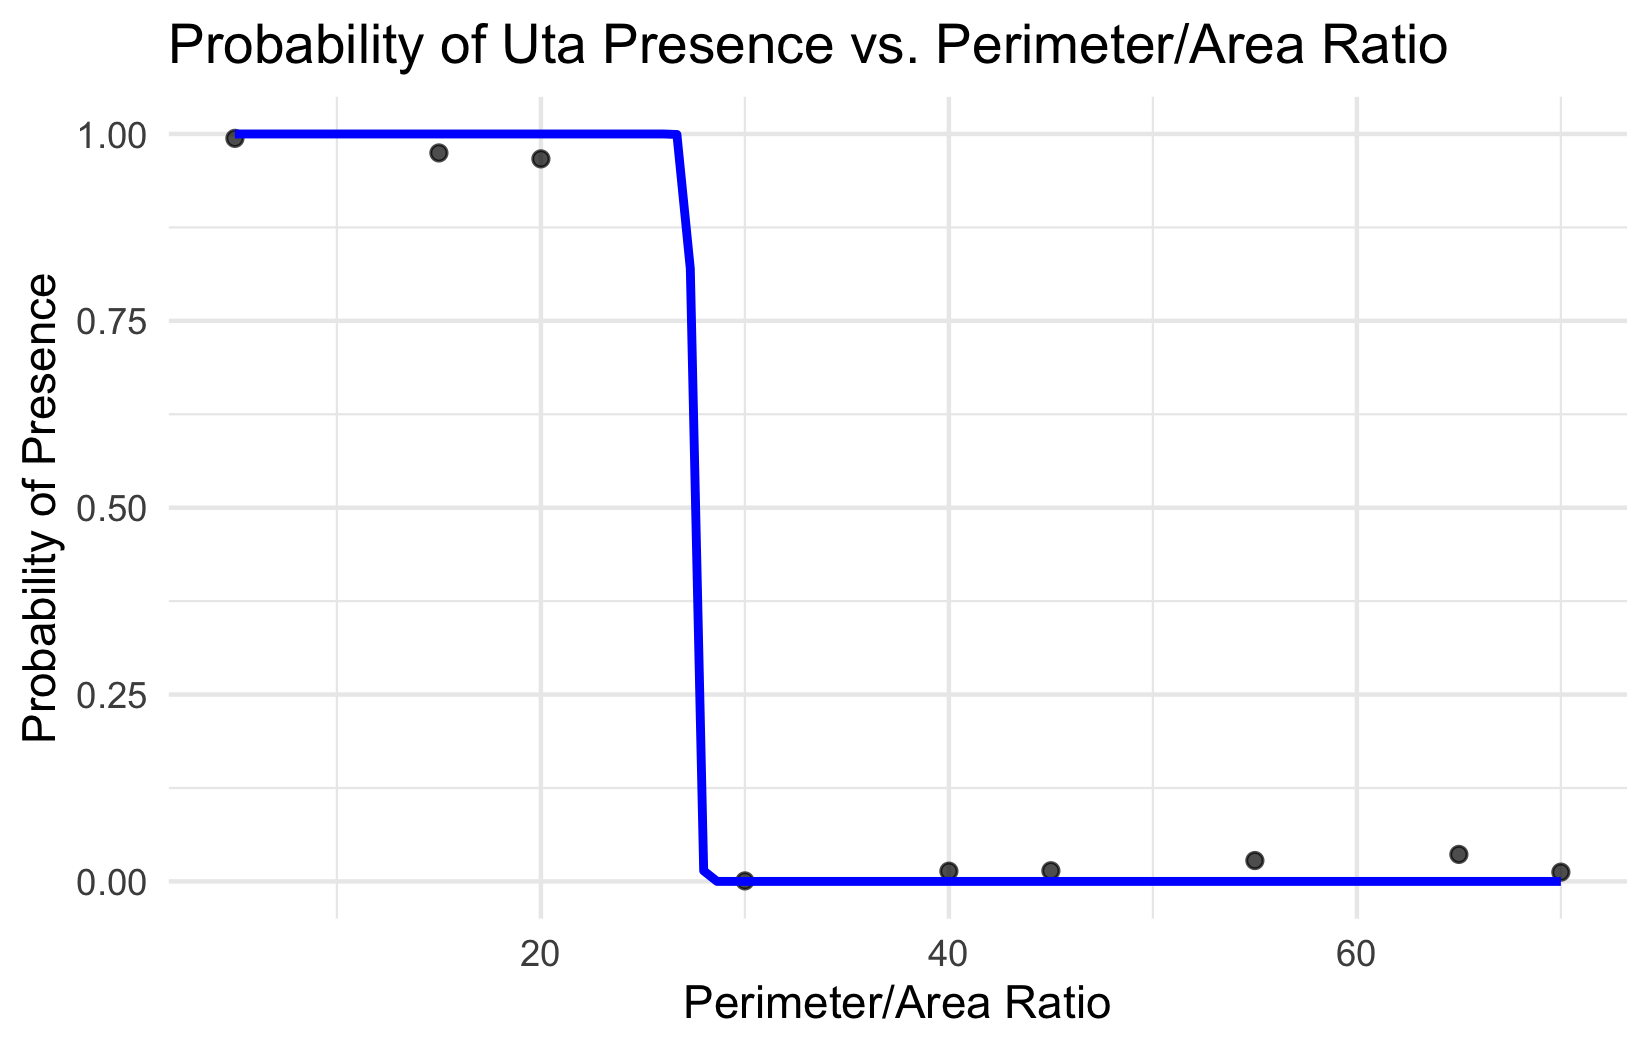 Probability of Uta Presence vs. Perimeter/Area Ratio
Probability of Presence
1.00
0.75
0.50
0.25
0.00
20
40
60
Perimeter/Area Ratio